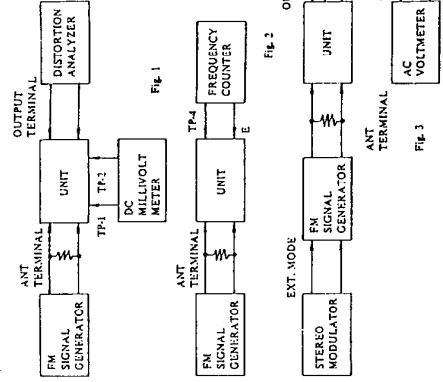 FM
SIGNAL
GENERATOR
ANT
TERMINAL
UNIT
OUTPUT
TERMINAL
DISTORTION
ANALYZER
TP-1
TP-2
DC
MILLIVOLT
METER
Fig. 1
FM
SIGNAL
GENERATOR
ANT
TERMINAL
UNIT
TP-4
E
FREQUENCY
COUNTER
Fig. 2
STEREO
MODULATOR
EXT. MODE
FM
SIGNAL
GENERATOR
ANT
TERMINAL
UNIT
AC
VOLTMETER
Fig. 3